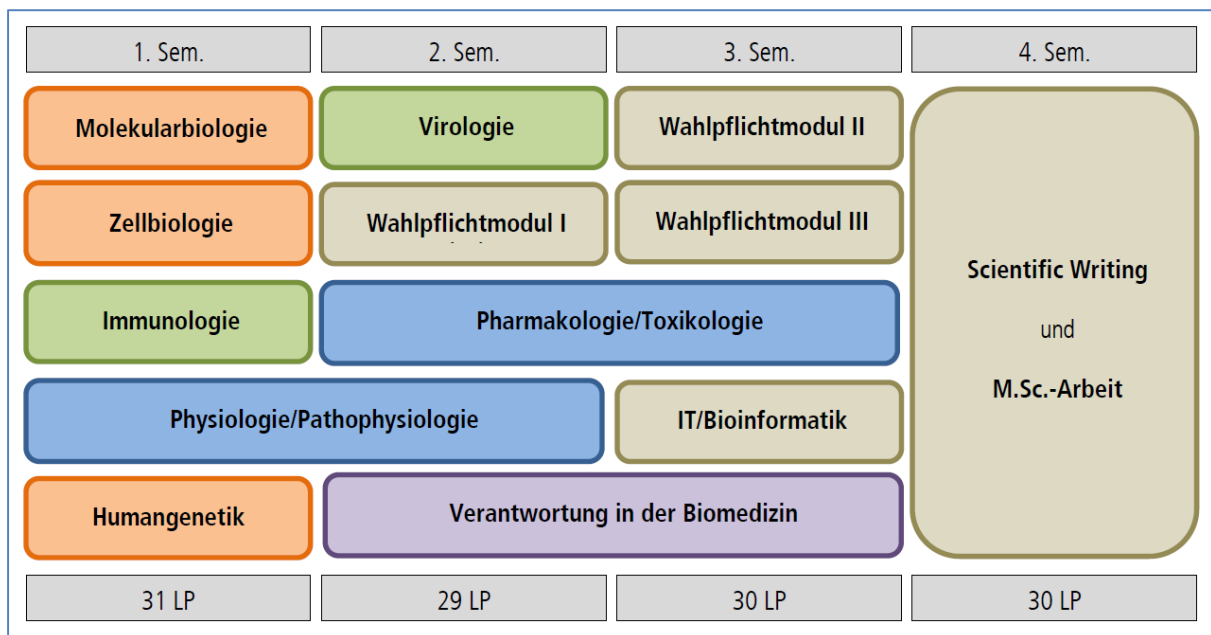 1. Sem.
2. Sem.
3. Sem.
4. Sem.
Molekularbiologie
Virologie
Wahlpflichtmodul II
Zellbiologie
Wahlpflichtmodul I
Wahlpflichtmodul III
Scientific Writing
und
M.Sc.-Arbeit
Immunologie
Pharmakologie/Toxikologie
Physiologie/Pathophysiologie
IT/Bioinformatik
Humangenetik
Verantwortung in der Biomedizin
31 LP
29 LP
30 LP
30 LP